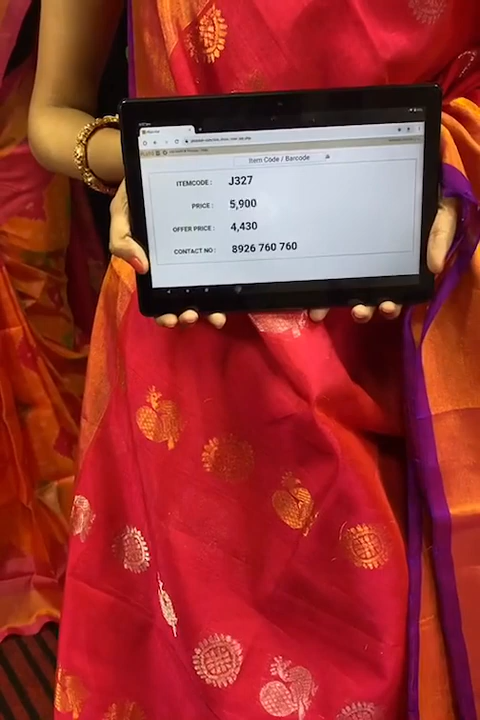 Item Code / Barcode
ITEMCODE : J327
PRICE : 5,900
OFFER PRICE : 4,430
CONTACT NO : 8926 760 760